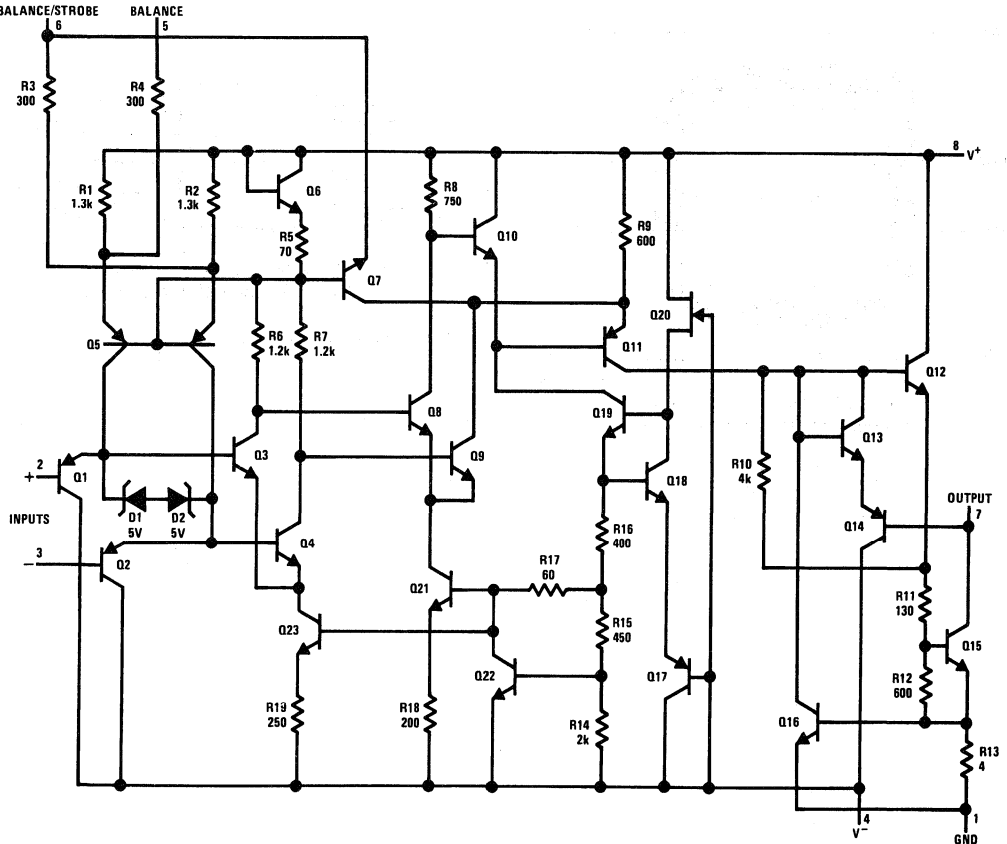 BALANCE/STROBE
6
BALANCE
5
R3
300
R4
300
8 V+
R1
1.3k
R2
1.3k
Q6
R5
70
R8
750
Q10
R9
600
Q7
Q20
Q5
R6
1.2k
R7
1.2k
Q11
Q12
Q8
Q19
Q13
2
+
Q1
Q3
Q9
Q18
R10
4k
INPUTS
D1
5V
D2
5V
OUTPUT
7
Q14
3
−
Q2
Q4
R16
400
R17
60
Q21
R11
130
Q23
R15
450
Q15
Q22
Q17
R12
600
R19
250
R18
200
R14
2k
Q16
R13
4
4
V−
1
GND